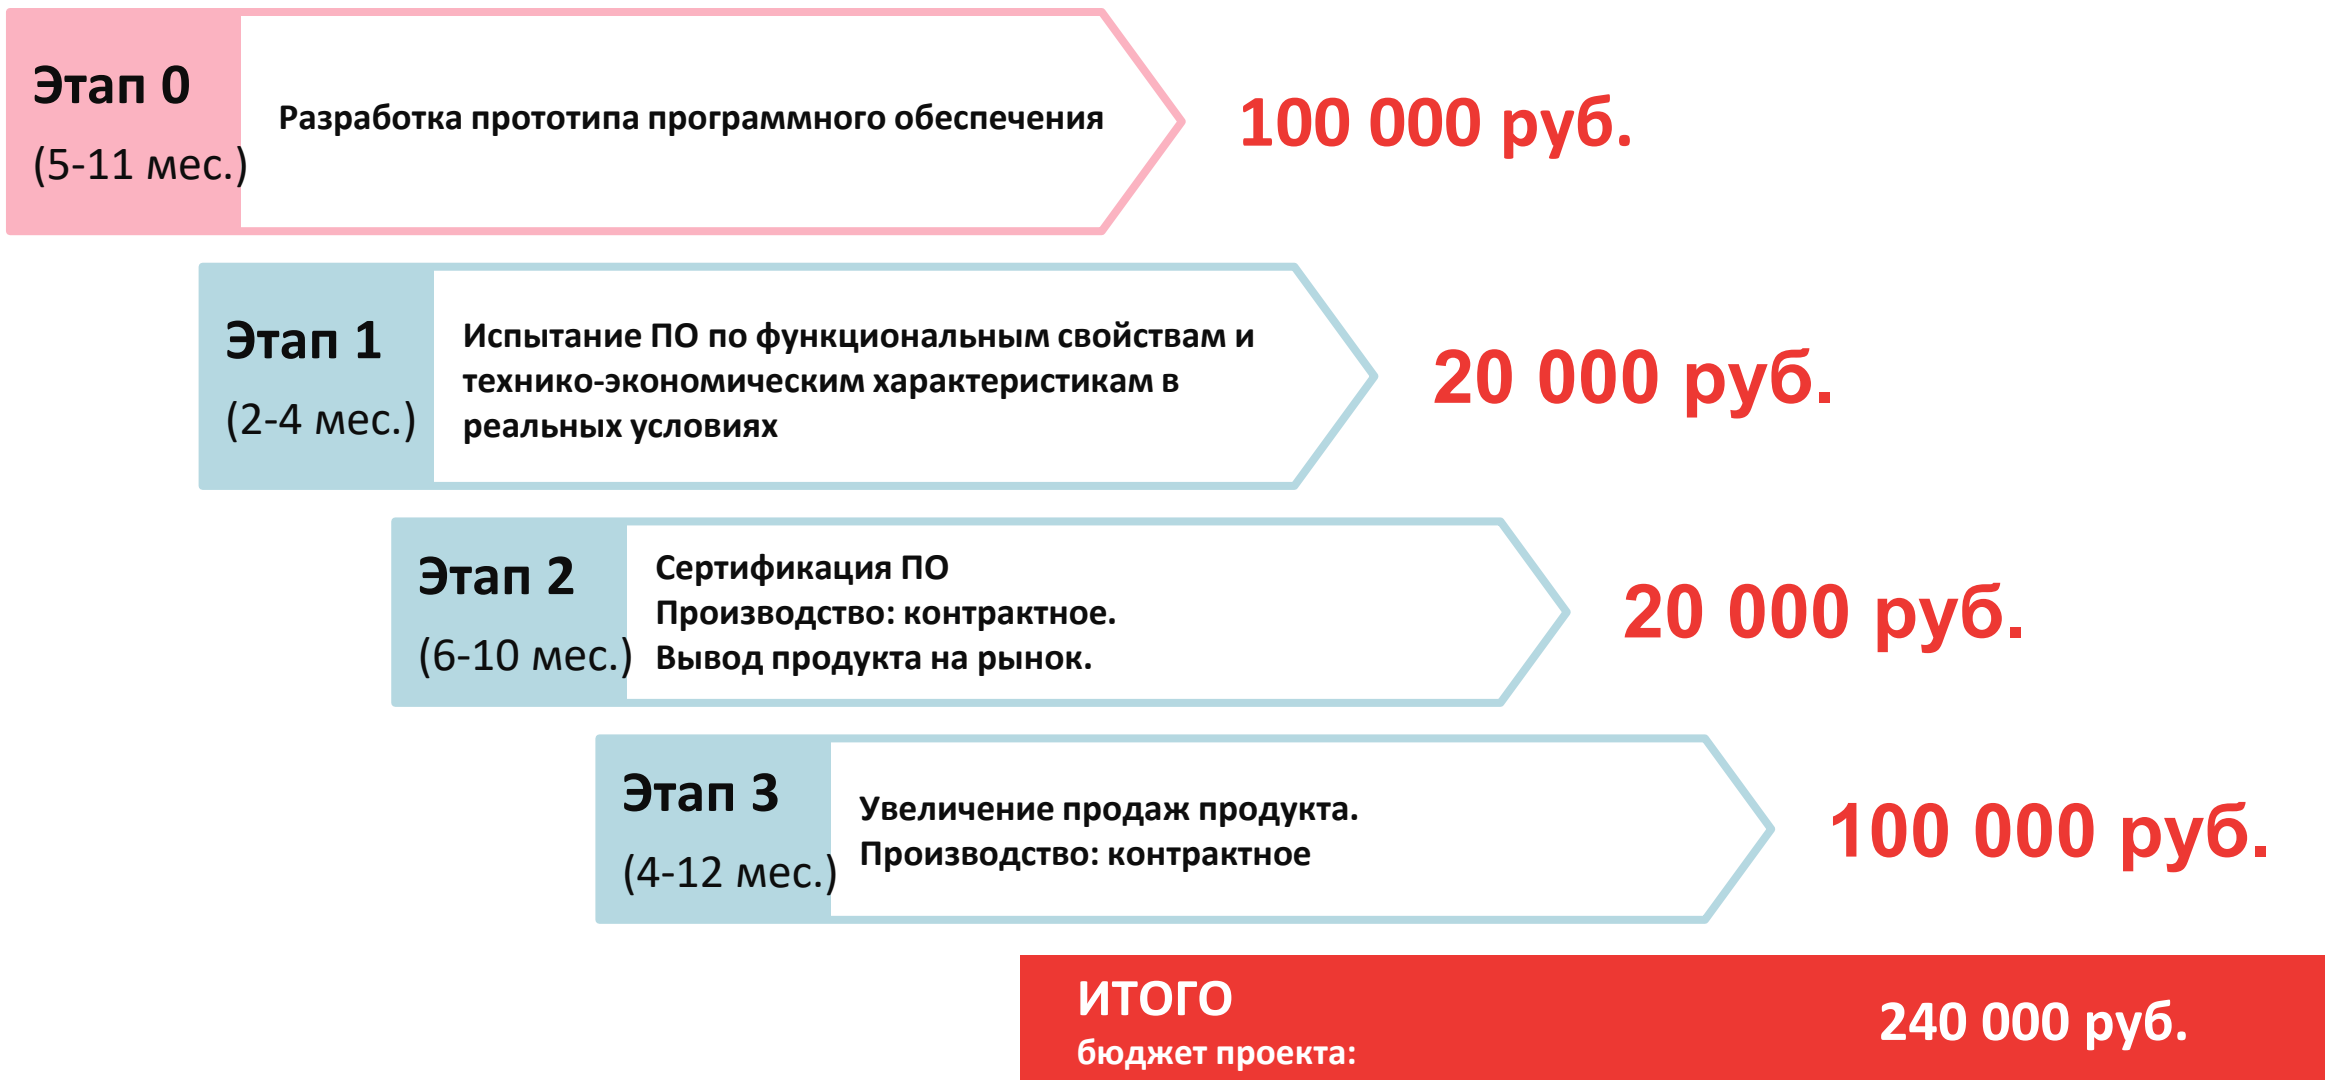 Этап 0
(5-11 мес.)
Разработка прототипа программного обеспечения
100 000 руб.
Этап 1
(2-4 мес.)
Испытание ПО по функциональным свойствам и
технико-экономическим характеристикам в
реальных условиях
20 000 руб.
Этап 2
(6-10 мес.)
Сертификация ПО
Производство: контрактное.
Вывод продукта на рынок.
20 000 руб.
Этап 3
(4-12 мес.)
Увеличение продаж продукта.
Производство: контрактное
100 000 руб.
ИТОГО
бюджет проекта:
240 000 руб.